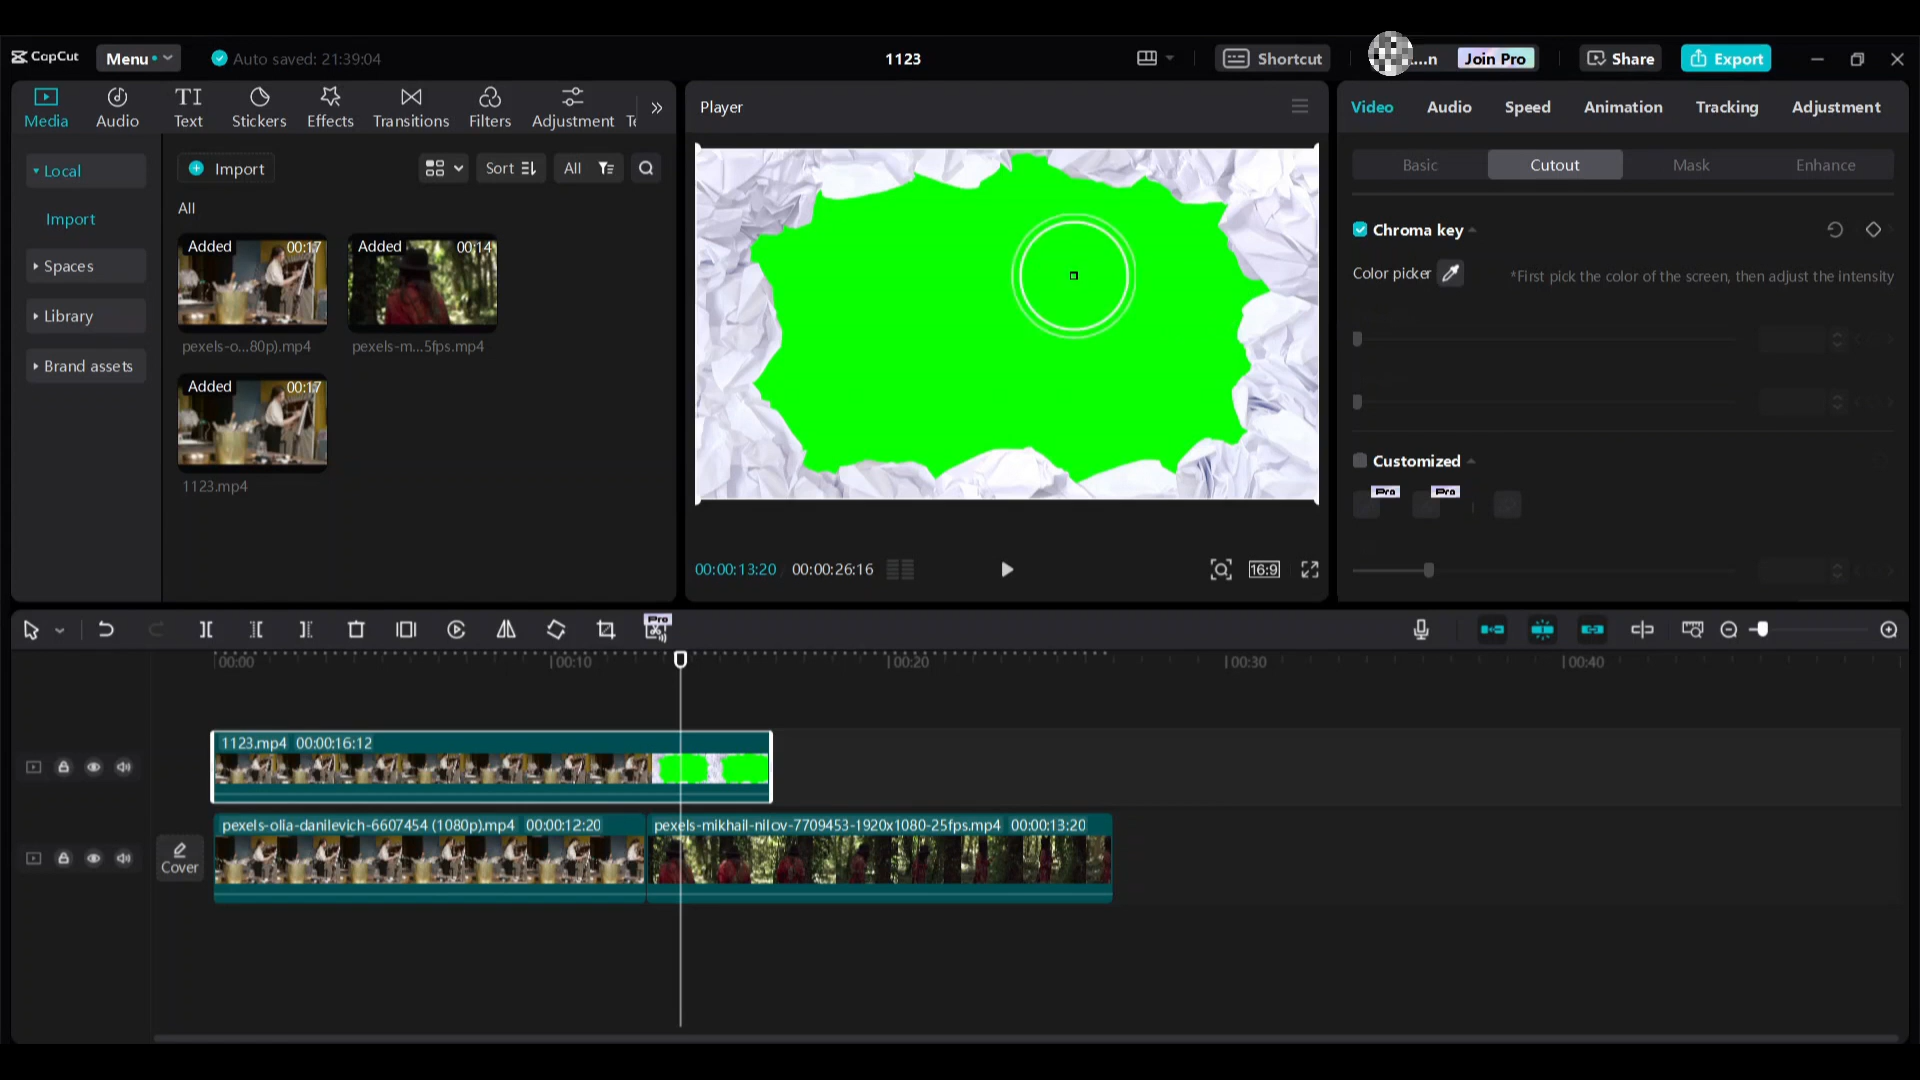 CapCut
Menu
Auto saved: 21:39:04
1123
Shortcut
...n
Join Pro
Share
Export
Media
Audio
Text
Stickers
Effects
Transitions
Filters
Adjustment
Player
Video
Audio
Speed
Animation
Tracking
Adjustment
Local
Import
Spaces
Library
Brand assets
Import
Sort
All
All
Added 00:17
pexels-o...80p).mp4
Added 00:14
pexels-m...5fps.mp4
Added 00:17
1123.mp4
00:00:13:20
00:00:26:16
16:9
Basic
Cutout
Mask
Enhance
Chroma key
Color picker
*First pick the color of the screen, then adjust the intensity
Customized
Pro
Pro
Pro
00:00
00:10
00:20
00:30
00:40
1123.mp4 00:00:16:12
Cover
pexels-olia-danilevich-6607454 (1080p).mp4 00:00:12:20
pexels-mikhail-nilov-7709453-1920x1080-25fps.mp4 00:00:13:20